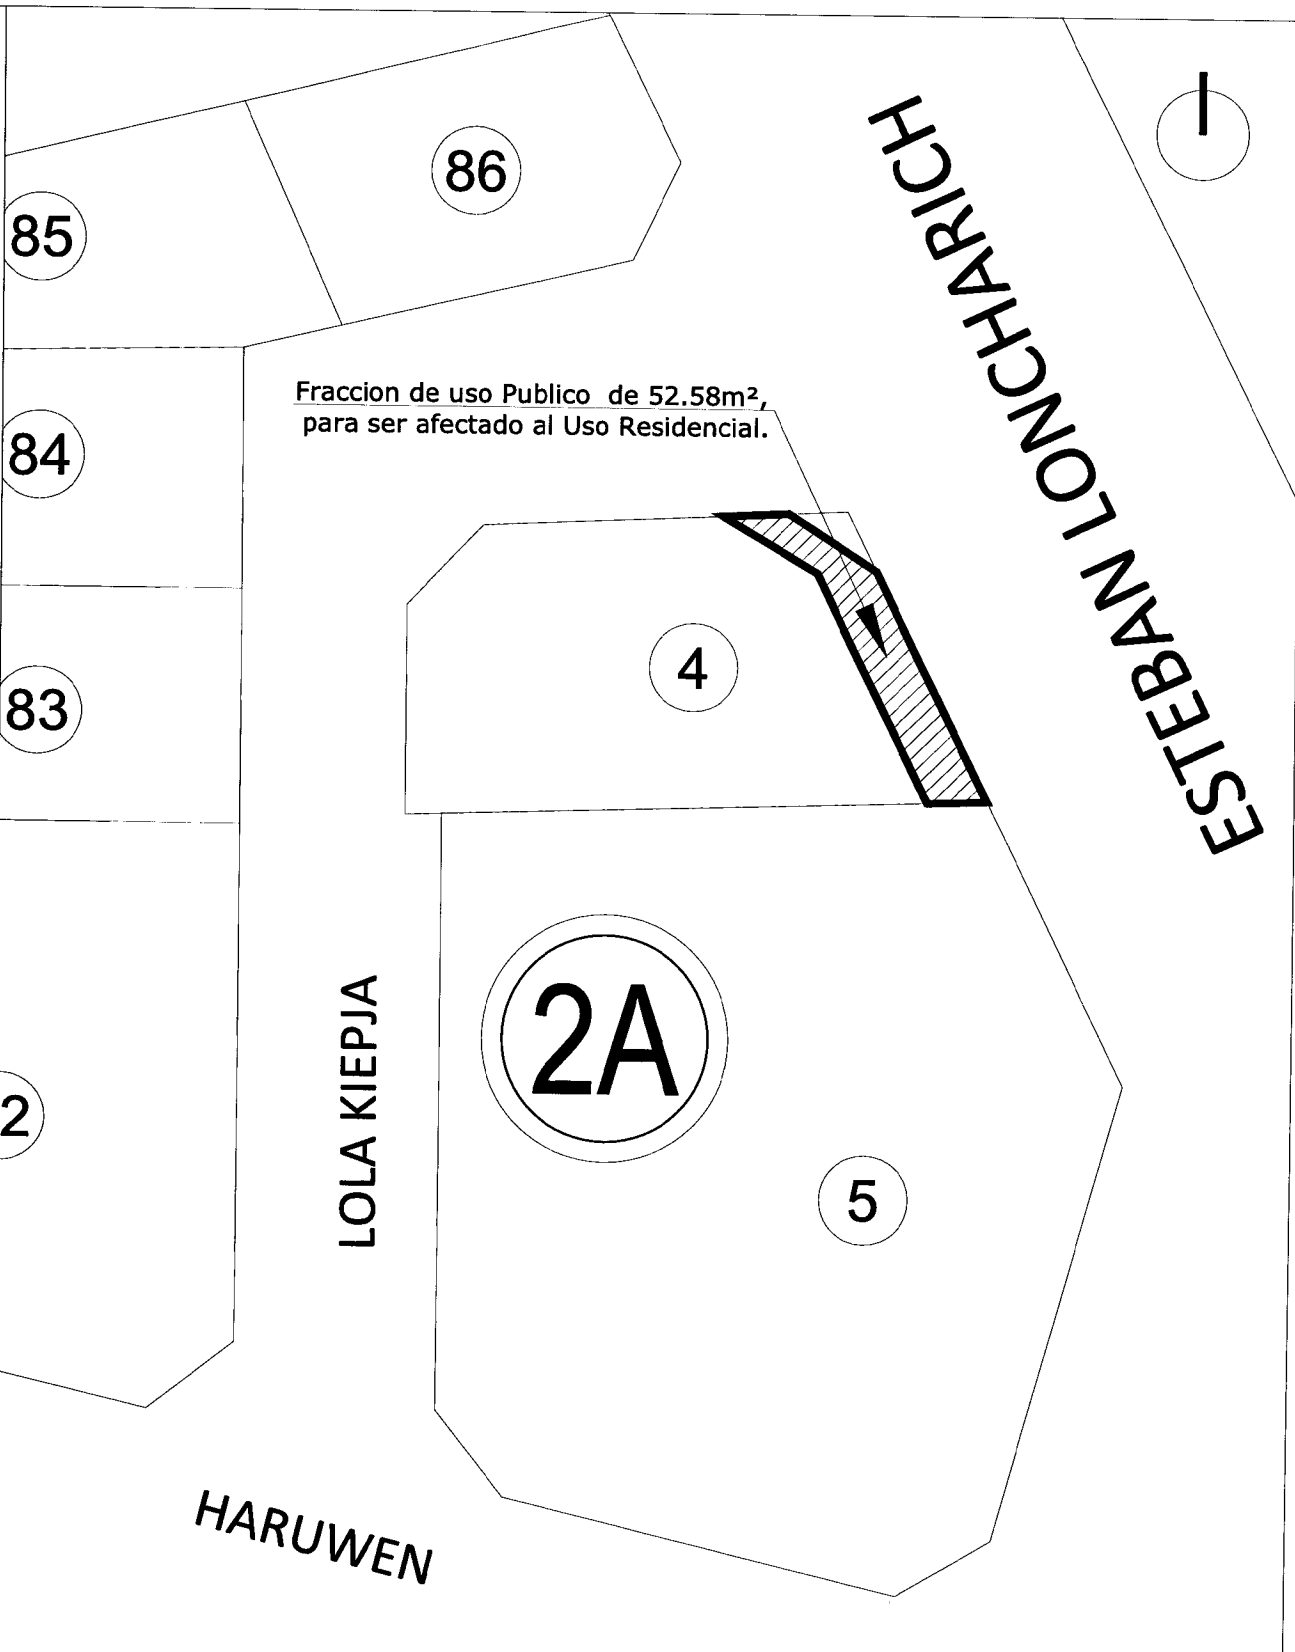 86
85
ESTEBAN LONCHARICH
Fraccion de uso Publico de 52.58m²,
para ser afectado al Uso Residencial.
84
4
83
2A
LOLA KIEPJA
2
5
HARUWEN